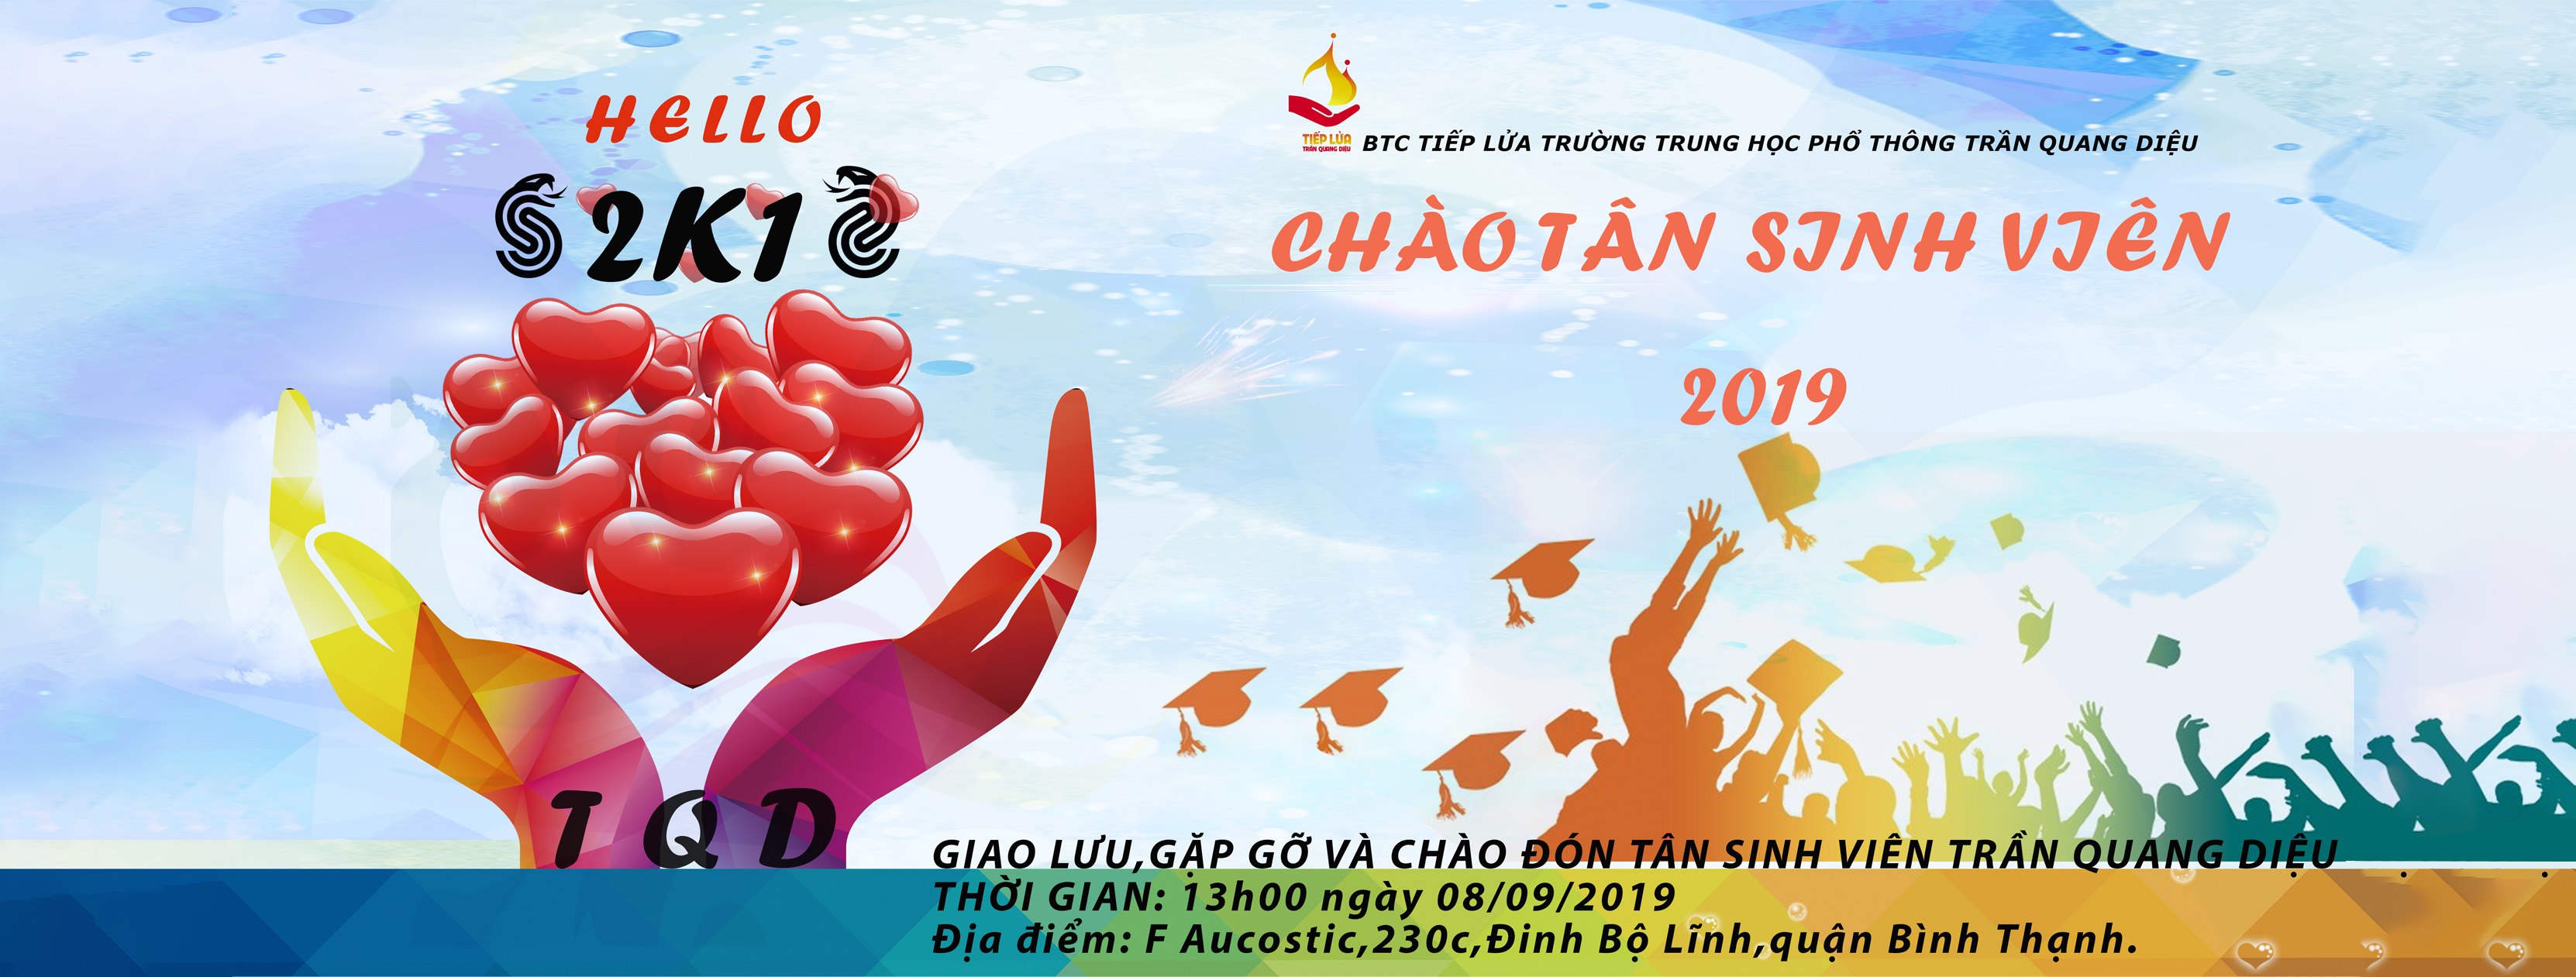 HELLO
2K1
TQD
TIẾP LỬA
TRẦN QUANG DIỆU
BTC TIẾP LỬA TRƯỜNG TRUNG HỌC PHỔ THÔNG TRẦN QUANG DIỆU
CHÀO TÂN SINH VIÊN
2019
GIAO LƯU,GẶP GỠ VÀ CHÀO ĐÓN TÂN SINH VIÊN TRẦN QUANG DIỆU
THỜI GIAN: 13h00 ngày 08/09/2019
Địa điểm: F Aucostic,230c,Đinh Bộ Lĩnh,quận Bình Thạnh.